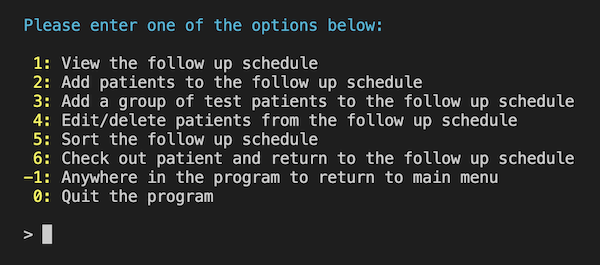 Please enter one of the options below:
1: View the follow up schedule
2: Add patients to the follow up schedule
3: Add a group of test patients to the follow up schedule
4: Edit/delete patients from the follow up schedule
5: Sort the follow up schedule
6: Check out patient and return to the follow up schedule
-1: Anywhere in the program to return to main menu
0: Quit the program
>